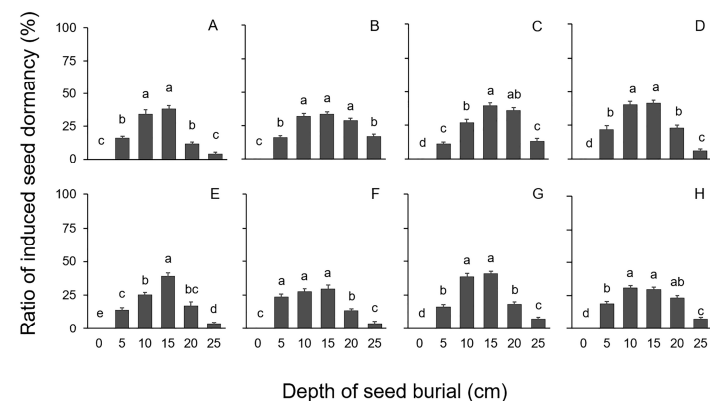 Ratio of induced seed dormancy (%)
100
75
50
25
0
A
c b a a b c
B
c b a a a b
C
d c b a ab c
D
d b a a b c
100
75
50
25
0
E
e c b a bc d
0 5 10 15 20 25
F
c a a a b c
0 5 10 15 20 25
G
d b a a b c
0 5 10 15 20 25
H
d b a a ab c
0 5 10 15 20 25
Depth of seed burial (cm)